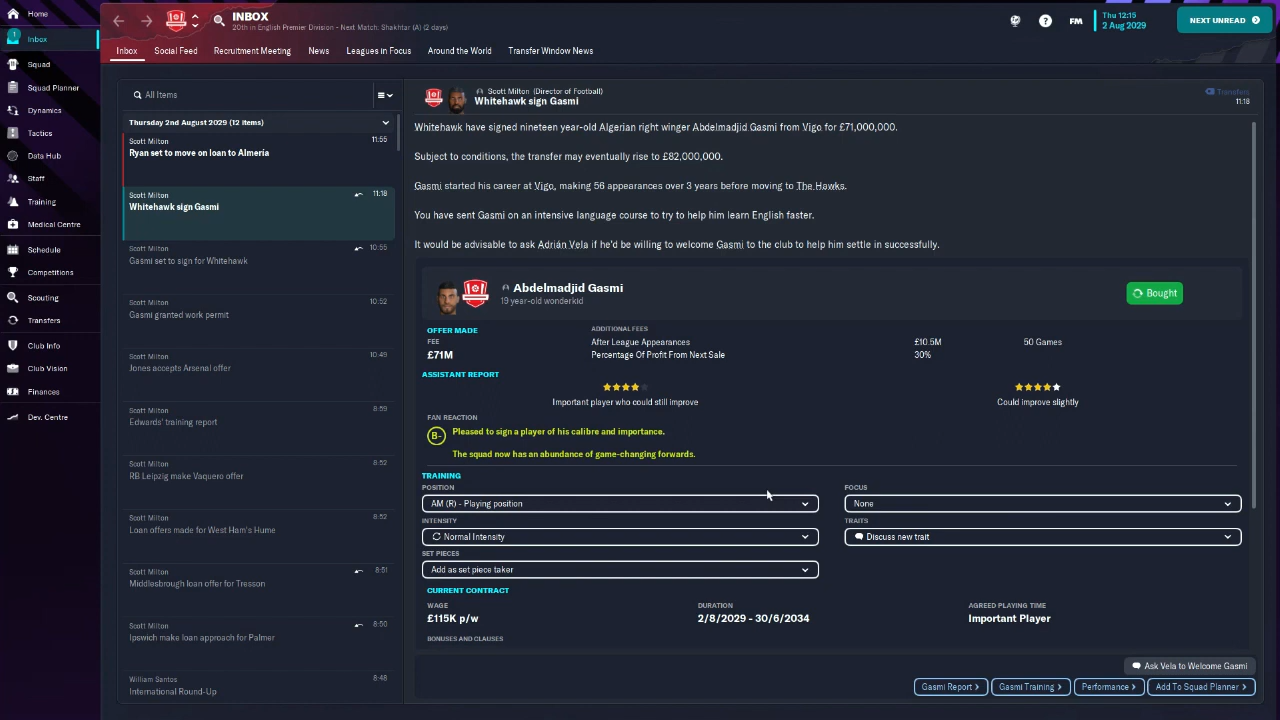 Home
Inbox
Squad
Squad Planner
Dynamics
Tactics
Data Hub
Staff
Training
Medical Centre
Schedule
Competitions
Scouting
Transfers
Club Info
Club Vision
Finances
Dev. Centre
INBOX
20th in English Premier Division - Next Match: Shakhtar (A) (2 days)
FM
Thu 12:15
2 Aug 2029
NEXT UNREAD
Inbox
Social Feed
Recruitment Meeting
News
Leagues in Focus
Around the World
Transfer Window News
All Items
Thursday 2nd August 2029 (12 items)
Scott Milton 11:55
Ryan set to move on loan to Almería
Scott Milton 11:18
Whitehawk sign Gasmi
Scott Milton 10:55
Gasmi set to sign for Whitehawk
Scott Milton 10:52
Gasmi granted work permit
Scott Milton 10:49
Jones accepts Arsenal offer
Scott Milton 8:59
Edwards' training report
Scott Milton 8:52
RB Leipzig make Vaquero offer
Scott Milton 8:52
Loan offers made for West Ham's Hume
Scott Milton 8:51
Middlesbrough loan offer for Tresson
Scott Milton 8:50
Ipswich make loan approach for Palmer
William Santos 8:48
International Round-Up
Scott Milton (Director of Football)
Whitehawk sign Gasmi
Transfers
11:18
Whitehawk have signed nineteen year-old Algerian right winger Abdelmadjid Gasmi from Vigo for £71,000,000.
Subject to conditions, the transfer may eventually rise to £82,000,000.
Gasmi started his career at Vigo, making 56 appearances over 3 years before moving to The Hawks.
You have sent Gasmi on an intensive language course to try to help him learn English faster.
It would be advisable to ask Adrián Vela if he'd be willing to welcome Gasmi to the club to help him settle in successfully.
Abdelmadjid Gasmi
19 year-old wonderkid
Bought
OFFER MADE
FEE
£71M
ADDITIONAL FEES
After League Appearances £10.5M 50 Games
Percentage Of Profit From Next Sale 30%
ASSISTANT REPORT
Important player who could still improve
Could improve slightly
FAN REACTION
B-
Pleased to sign a player of his calibre and importance.
The squad now has an abundance of game-changing forwards.
TRAINING
POSITION
AM (R) - Playing position
FOCUS
None
INTENSITY
Normal Intensity
TRAITS
Discuss new trait
SET PIECES
Add as set piece taker
CURRENT CONTRACT
WAGE
£115K p/w
DURATION
2/8/2029 - 30/6/2034
AGREED PLAYING TIME
Important Player
BONUSES AND CLAUSES
Ask Vela to Welcome Gasmi
Gasmi Report
Gasmi Training
Performance
Add To Squad Planner